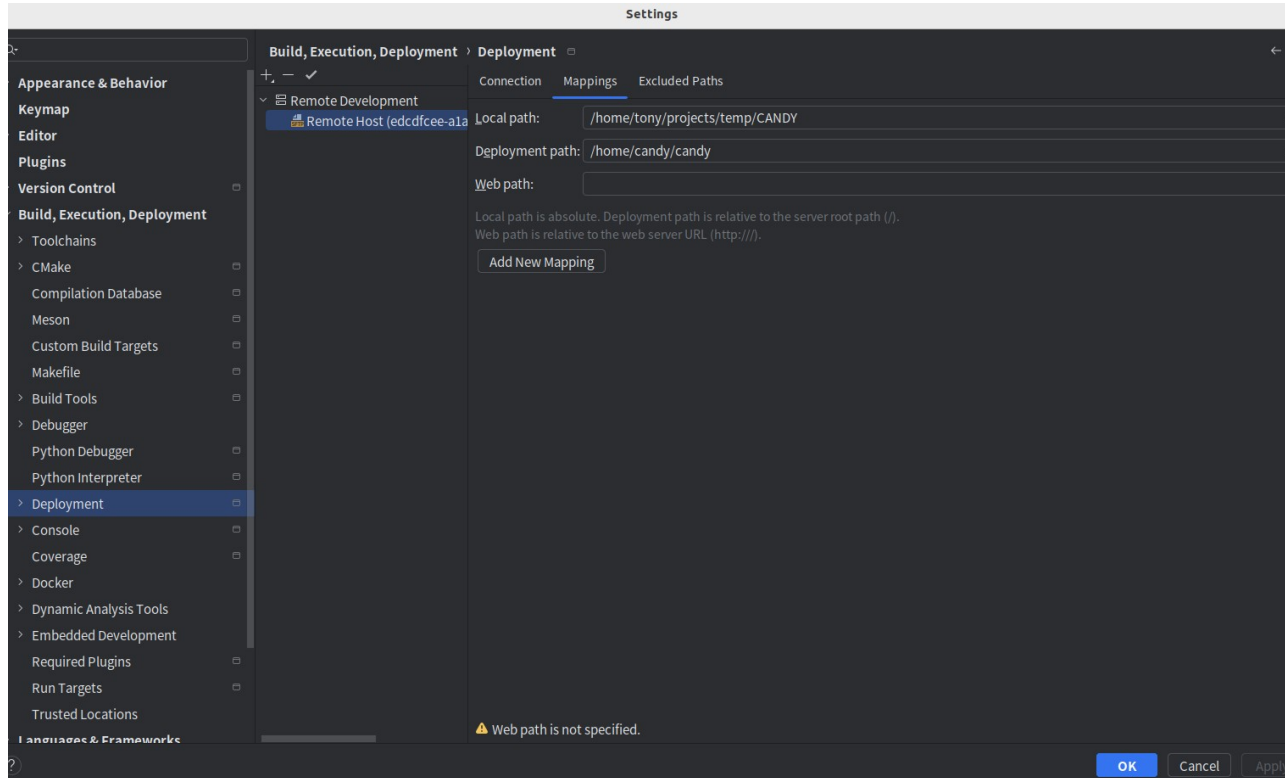 Settings
Appearance & Behavior
Keymap
Editor
Plugins
Version Control
Build, Execution, Deployment
Toolchains
CMake
Compilation Database
Meson
Custom Build Targets
Makefile
Build Tools
Debugger
Python Debugger
Python Interpreter
Deployment
Console
Coverage
Docker
Dynamic Analysis Tools
Embedded Development
Required Plugins
Run Targets
Trusted Locations
Languages & Frameworks
Build, Execution, Deployment › Deployment
Remote Development
Remote Host (edcdfcee-a1a
Connection Mappings Excluded Paths
Local path: /home/tony/projects/temp/CANDY
Deployment path: /home/candy/candy
Web path:
Local path is absolute. Deployment path is relative to the server root path (/).
Web path is relative to the web server URL (http:///).
Add New Mapping
Web path is not specified.
? OK Cancel Appl